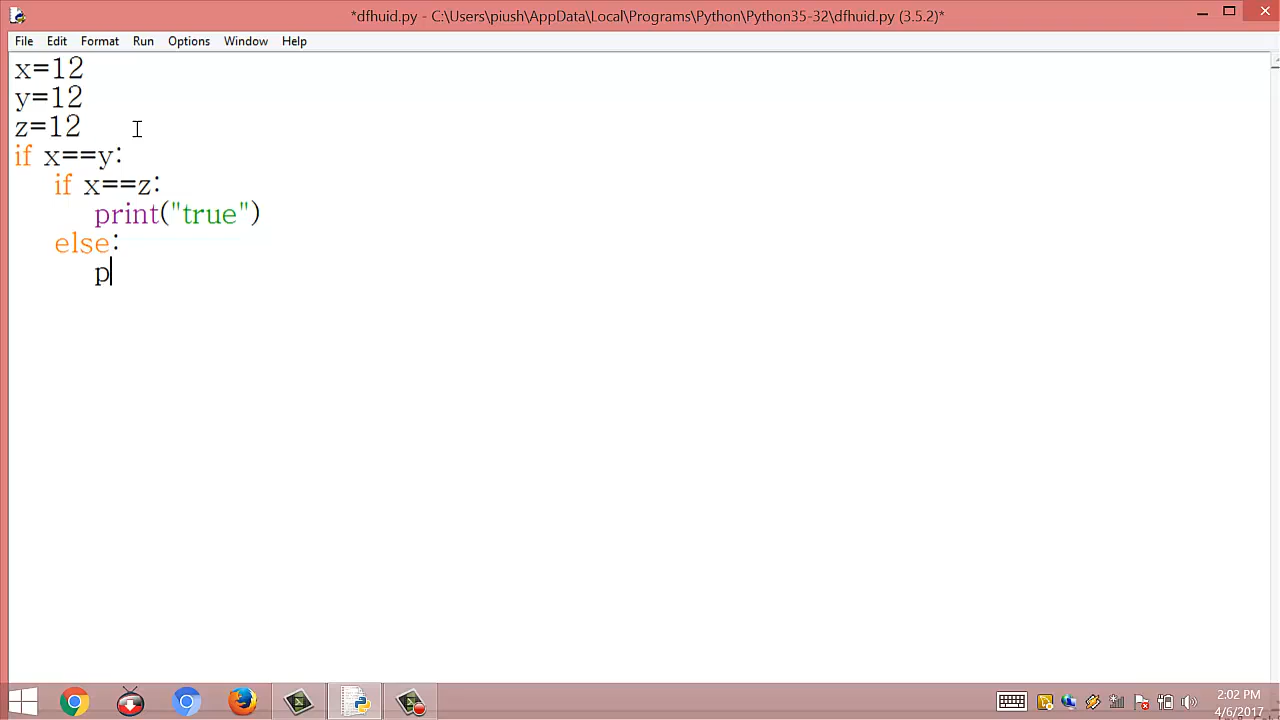 *dfhuid.py - C:\Users\piush\AppData\Local\Programs\Python\Python35-32\dfhuid.py (3.5.2)*
File Edit Format Run Options Window Help
x=12
y=12
z=12
if x==y:
    if x==z:
        print("true")
    else:
        p
2:02 PM
4/6/2017